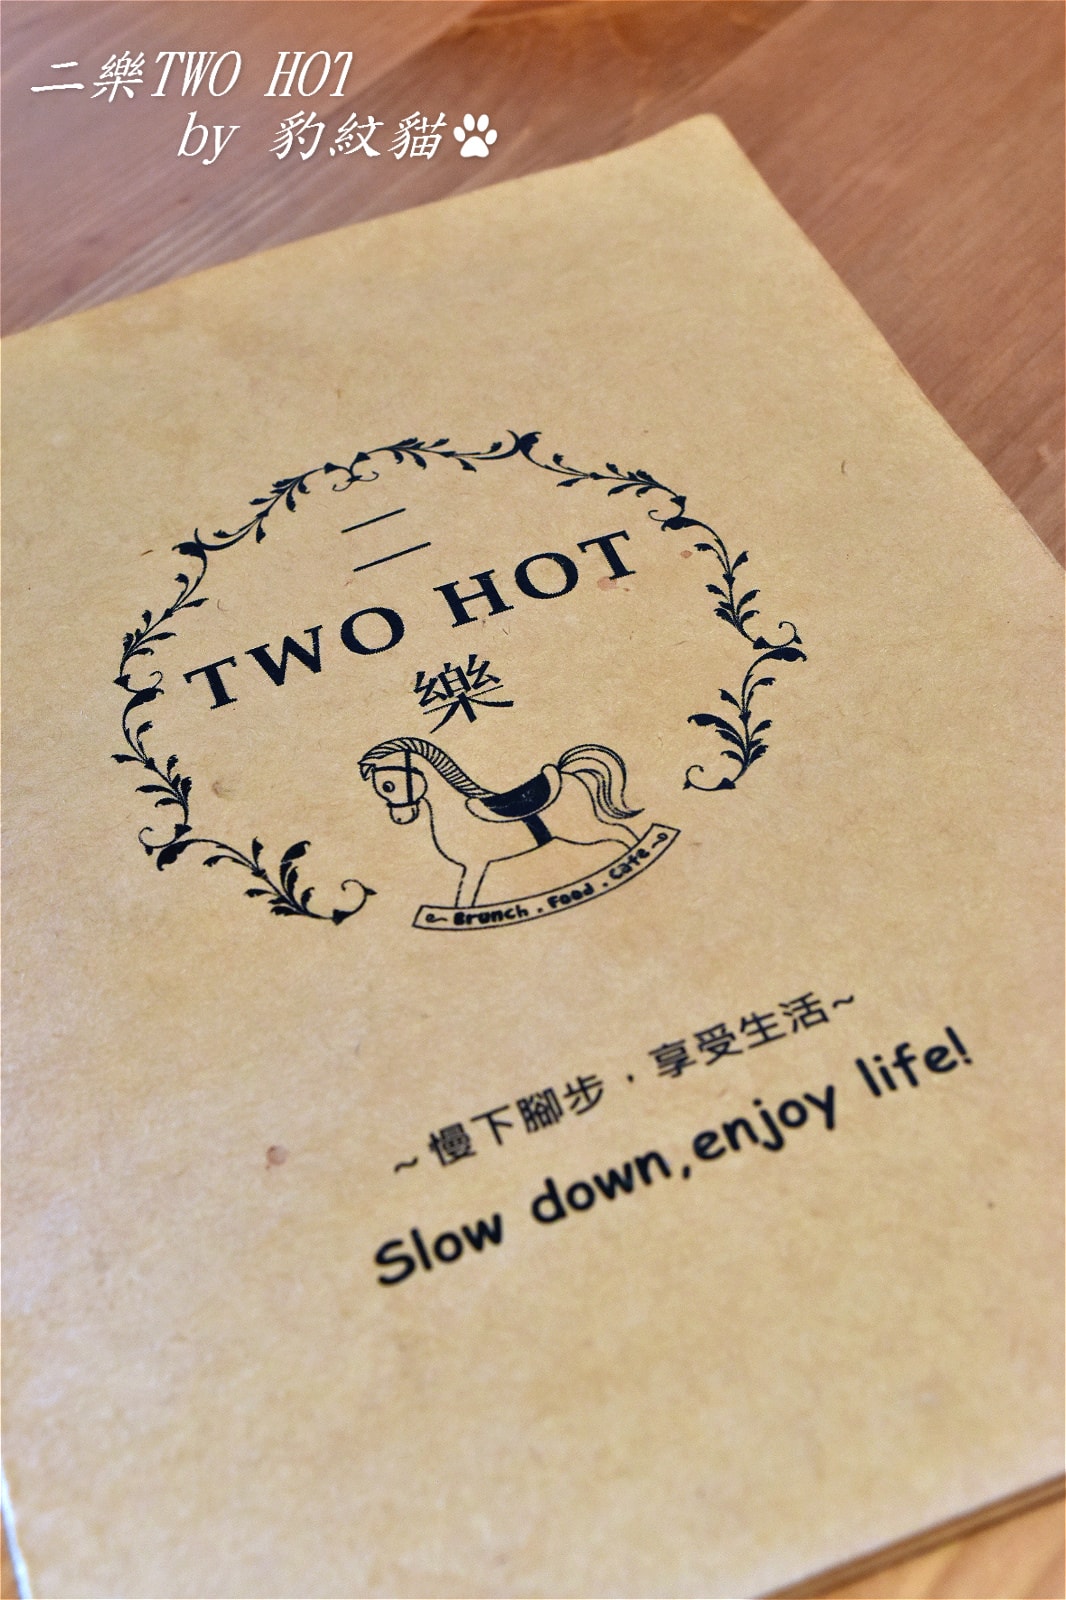 二樂TWO HOT
by 豹紋貓
二
TWO HOT
樂
Brunch . Food . Cafe
~慢下腳步，享受生活~
Slow down,enjoy life!